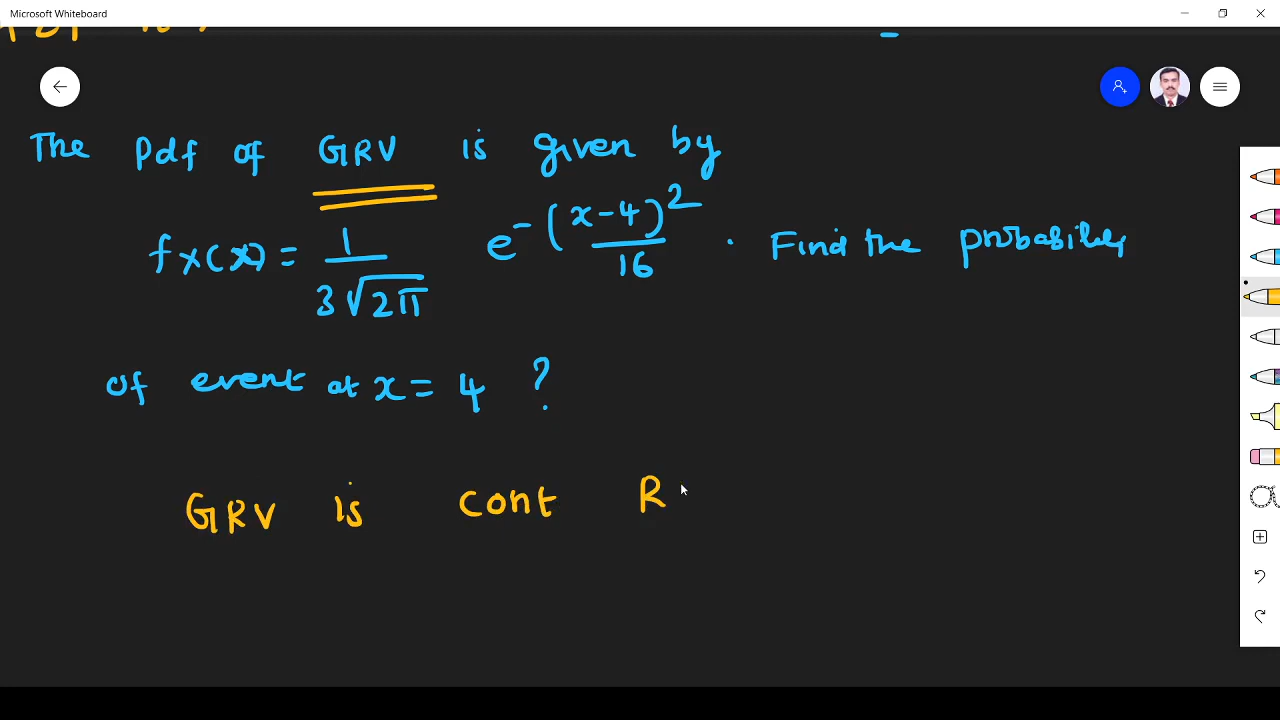 Microsoft Whiteboard
The Pdf of GRV is given by
fx(x) = 1/3√2π e^-(x-4)^2/16 . Find the probability
of event at x = 4 ?
GRV is cont R